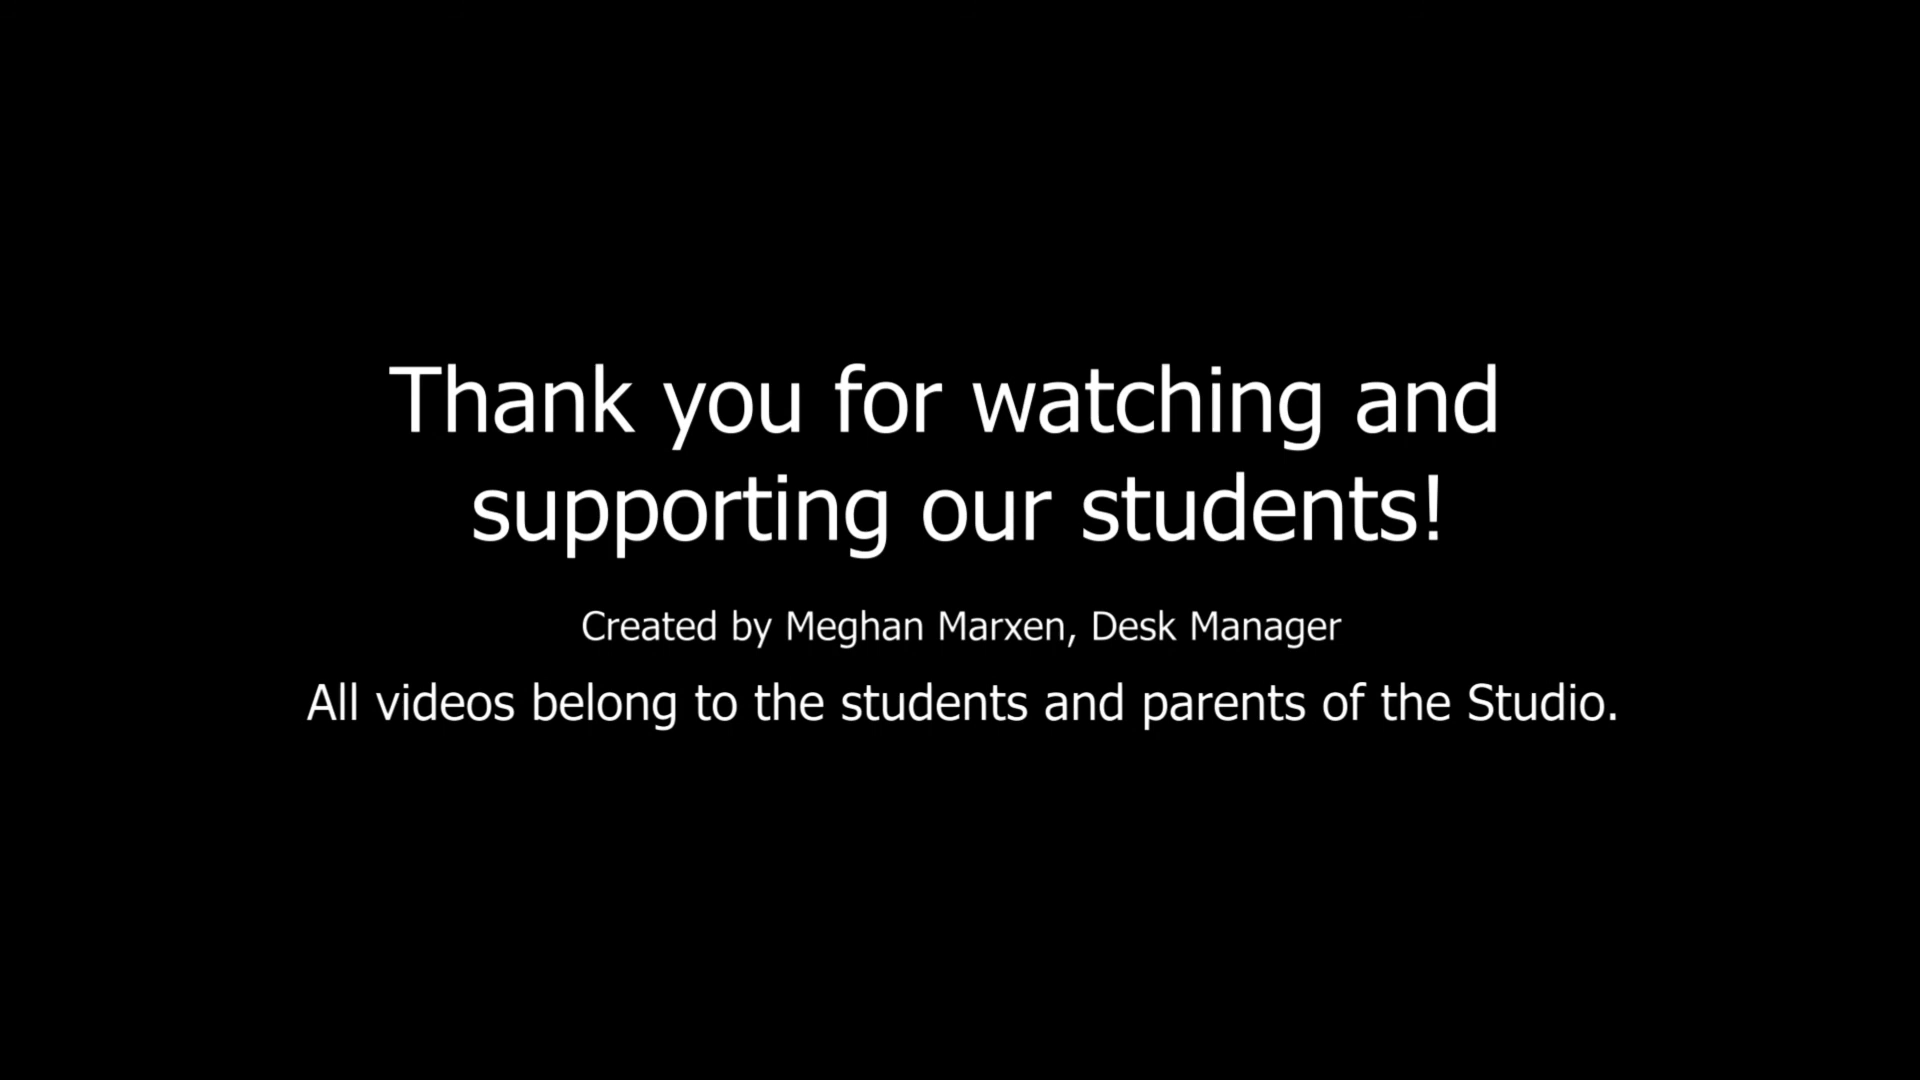 Thank you for watching and
supporting our students!
Created by Meghan Marxen, Desk Manager
All videos belong to the students and parents of the Studio.